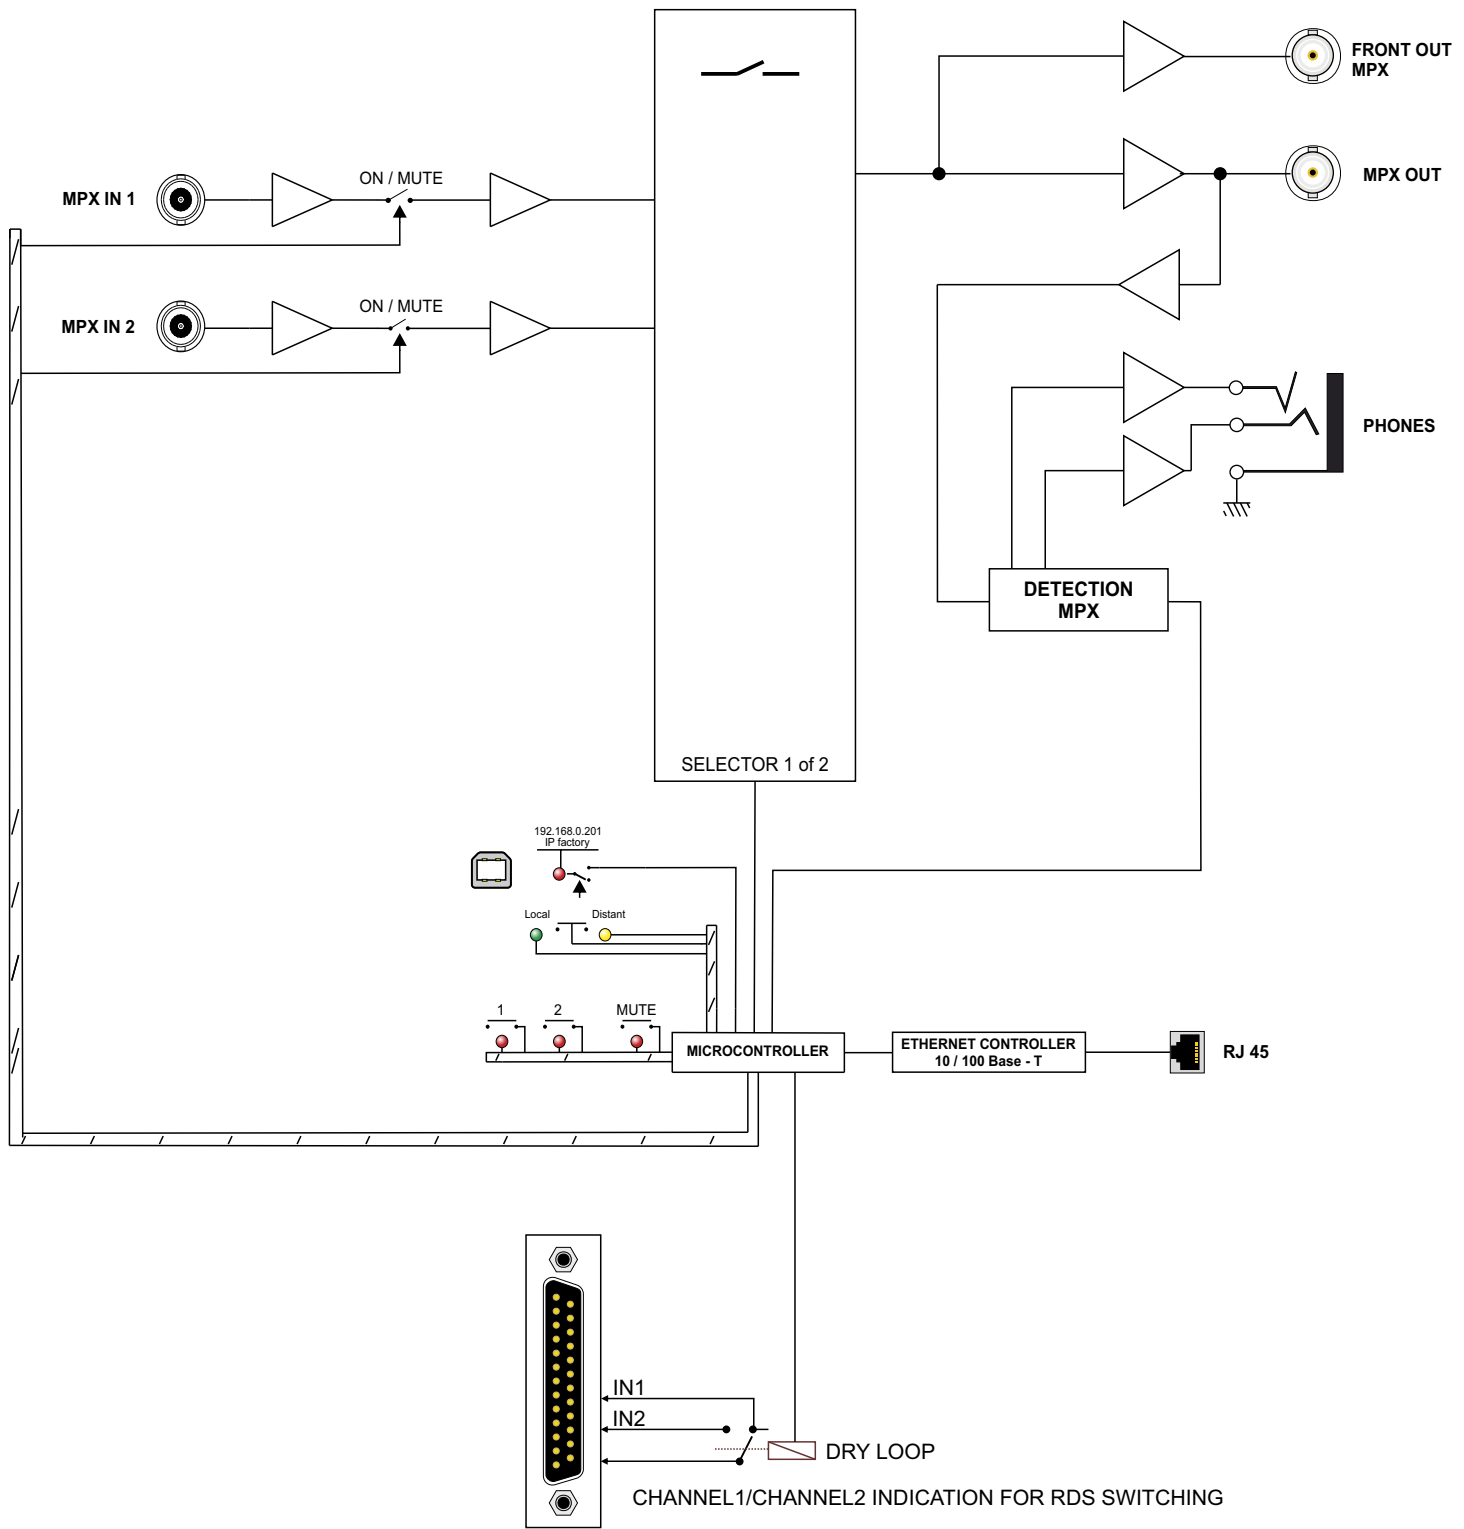 FRONT OUT
MPX
MPX IN 1
ON / MUTE
MPX OUT
MPX IN 2
ON / MUTE
PHONES
DETECTION
MPX
SELECTOR 1 of 2
192.168.0.201
IP factory
Local
Distant
1
2
MUTE
MICROCONTROLLER
ETHERNET CONTROLLER
10 / 100 Base - T
RJ 45
IN1
IN2
DRY LOOP
CHANNEL1/CHANNEL2 INDICATION FOR RDS SWITCHING